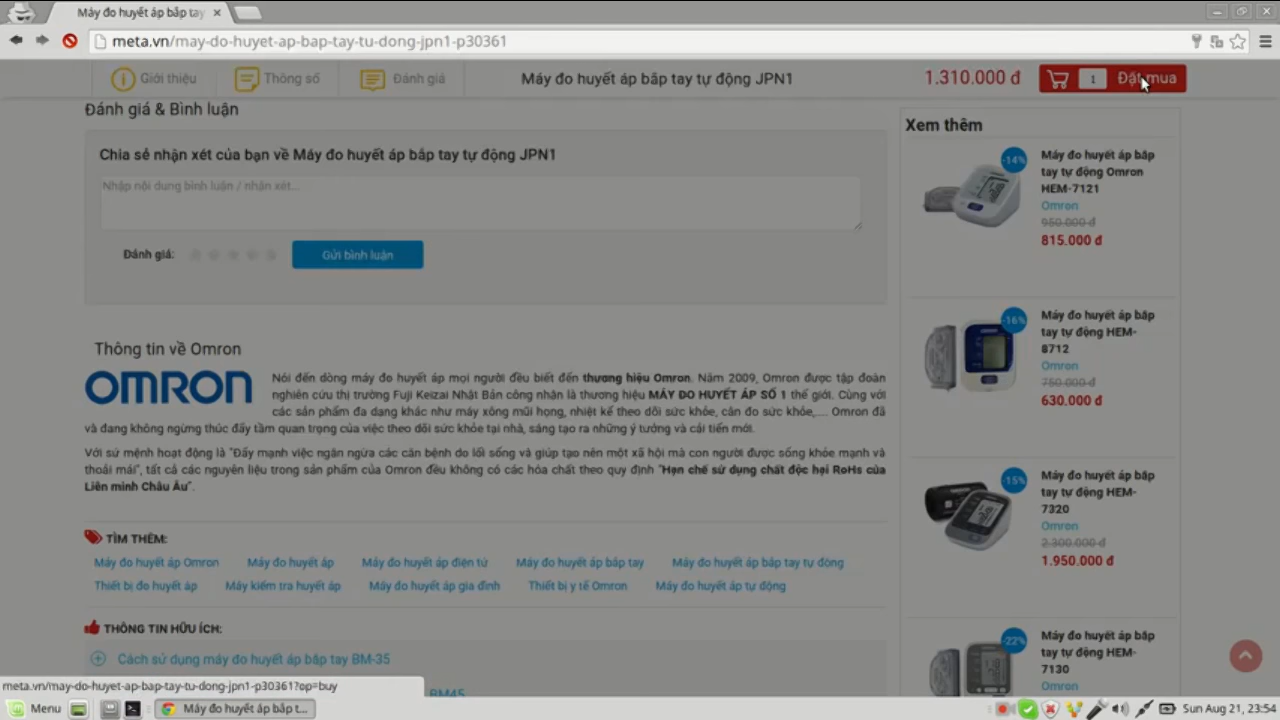 Máy đo huyết áp bắp tay
meta.vn/may-do-huyet-ap-bap-tay-tu-dong-jpn1-p30361
Giới thiệu
Thông số
Đánh giá
Máy đo huyết áp bắp tay tự động JPN1
1.310.000 đ
1
Đặt mua
Đánh giá & Bình luận
Chia sẻ nhận xét của bạn về Máy đo huyết áp bắp tay tự động JPN1
Nhập nội dung bình luận / nhận xét...
Đánh giá:
Gửi bình luận
Thông tin về Omron
OMRON
Nói đến dòng máy đo huyết áp mọi người đều biết đến thương hiệu Omron. Năm 2009, Omron được tập đoàn
nghiên cứu thị trường Fuji Keizai Nhật Bản công nhận là thương hiệu MÁY ĐO HUYẾT ÁP SỐ 1 thế giới. Cùng với
các sản phẩm đa dạng khác như máy xông mũi họng, nhiệt kế theo dõi sức khỏe, cân đo sức khỏe,.... Omron đã
và đang không ngừng thúc đẩy tầm quan trọng của việc theo dõi sức khỏe tại nhà, sáng tạo ra những ý tưởng và cải tiến mới.
Với sứ mệnh hoạt động là "Đẩy mạnh việc ngăn ngừa các căn bệnh do lối sống và giúp tạo nên một xã hội mà con người được sống khỏe mạnh và
thoải mái", tất cả các nguyên liệu trong sản phẩm của Omron đều không có các hóa chất theo quy định "Hạn chế sử dụng chất độc hại RoHs của
Liên minh Châu Âu".
TÌM THÊM:
Máy đo huyết áp Omron
Máy đo huyết áp
Máy đo huyết áp điện tử
Máy đo huyết áp bắp tay
Máy đo huyết áp bắp tay tự động
Thiết bị đo huyết áp
Máy kiểm tra huyết áp
Máy đo huyết áp gia đình
Thiết bị y tế Omron
Máy đo huyết áp tự động
THÔNG TIN HỮU ÍCH:
Cách sử dụng máy đo huyết áp bắp tay BM-35
BM45
Xem thêm
-14%
Máy đo huyết áp bắp
tay tự động Omron
HEM-7121
Omron
950.000 đ
815.000 đ
-16%
Máy đo huyết áp bắp
tay tự động HEM-
8712
Omron
750.000 đ
630.000 đ
-15%
Máy đo huyết áp bắp
tay tự động HEM-
7320
Omron
2.300.000 đ
1.950.000 đ
-22%
Máy đo huyết áp bắp
tay tự động HEM-
7130
Omron
meta.vn/may-do-huyet-ap-bap-tay-tu-dong-jpn1-p30361?op=buy
Menu
Máy đo huyết áp bắp t...
Sun Aug 21, 23:54